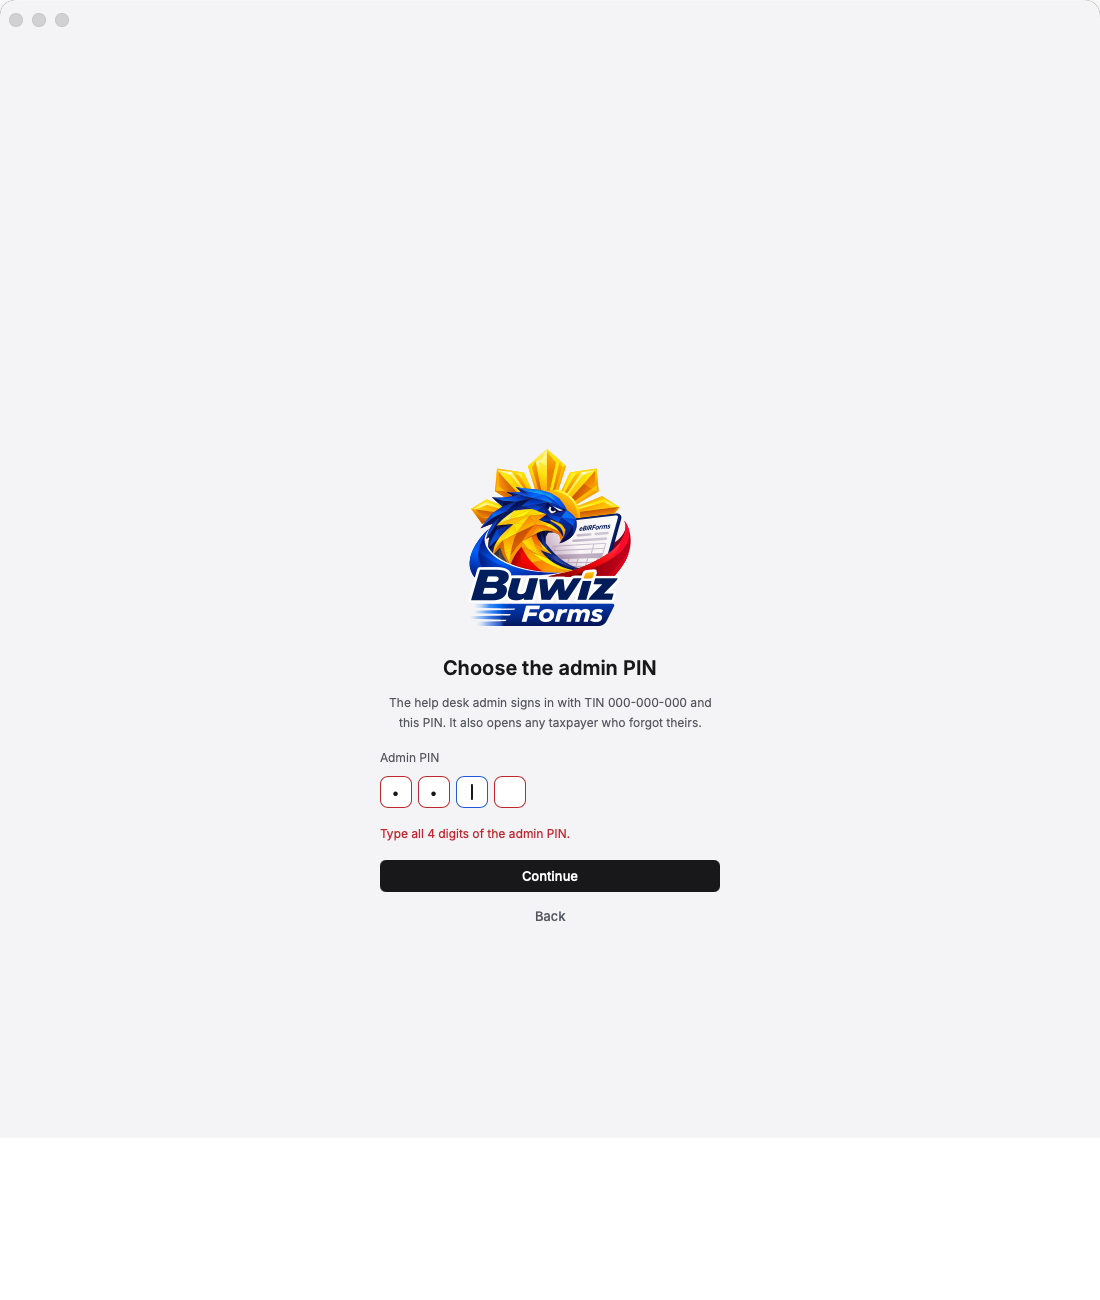 eBIRForms
Buwiz
Forms
Choose the admin PIN
The help desk admin signs in with TIN 000-000-000 and
this PIN. It also opens any taxpayer who forgot theirs.
Admin PIN
Type all 4 digits of the admin PIN.
Continue
Back